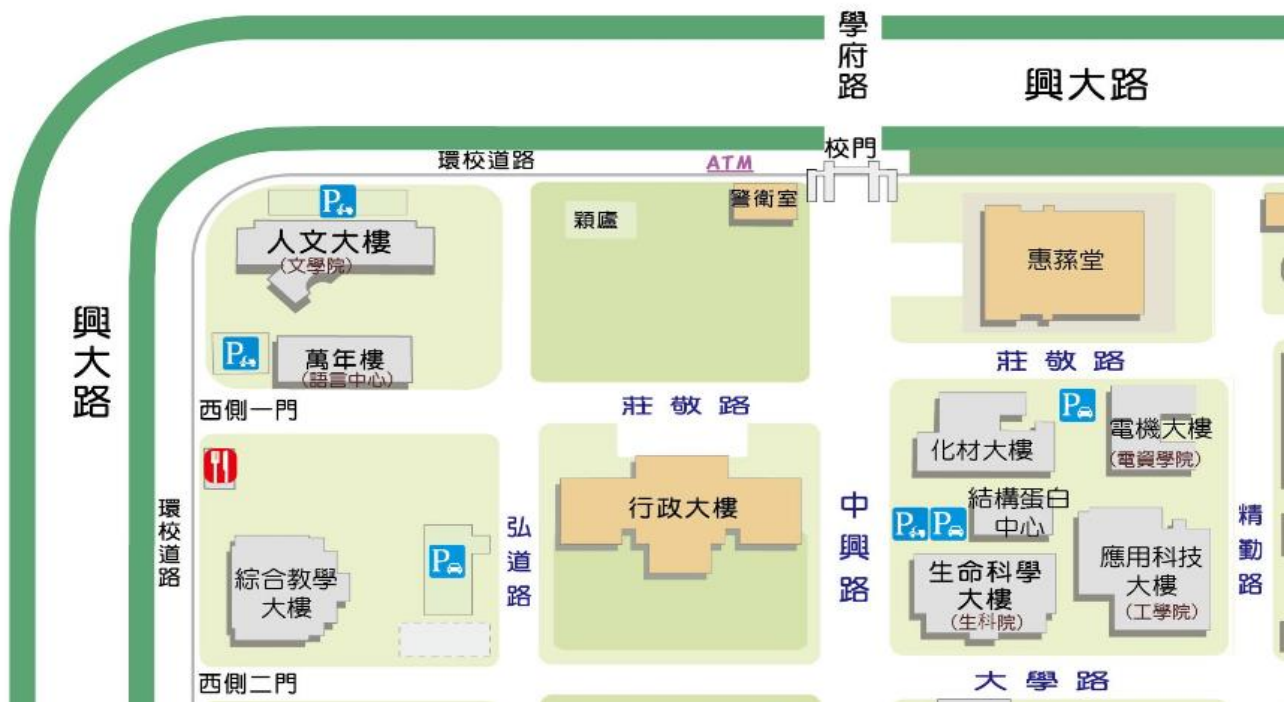 學府路
興大路
校門
環校道路
ATM
警衛室
穎廬
P
人文大樓
(文學院)
惠蓀堂
興大路
P
萬年樓
(語言中心)
莊敬路
西側一門
莊敬路
P
化材大樓
電機大樓
(電資學院)
環校道路
行政大樓
中興路
結構蛋白
中心
P
P
精勤路
弘道路
P
綜合教學
大樓
生命科學
大樓
(生科院)
應用科技
大樓
(工學院)
西側二門
大學路